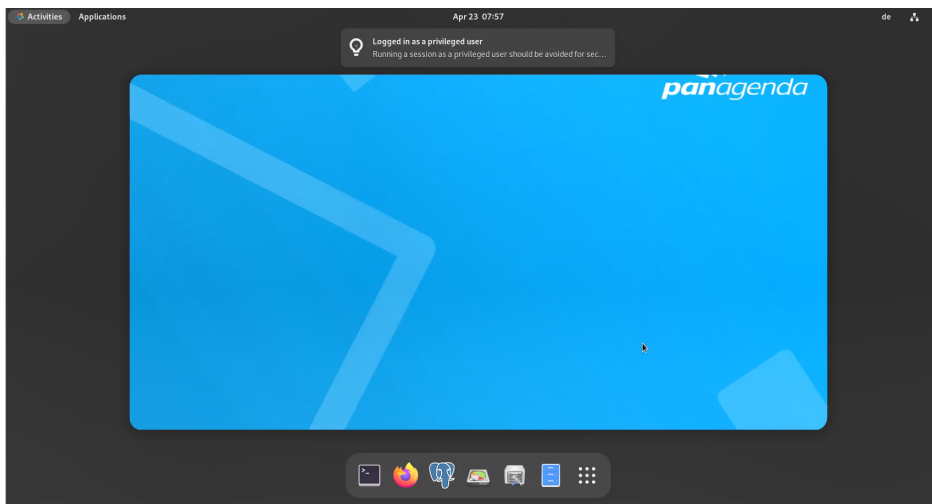 Activities Applications Apr 23 07:57 de
Logged in as a privileged user
Running a session as a privileged user should be avoided for sec...
panagenda